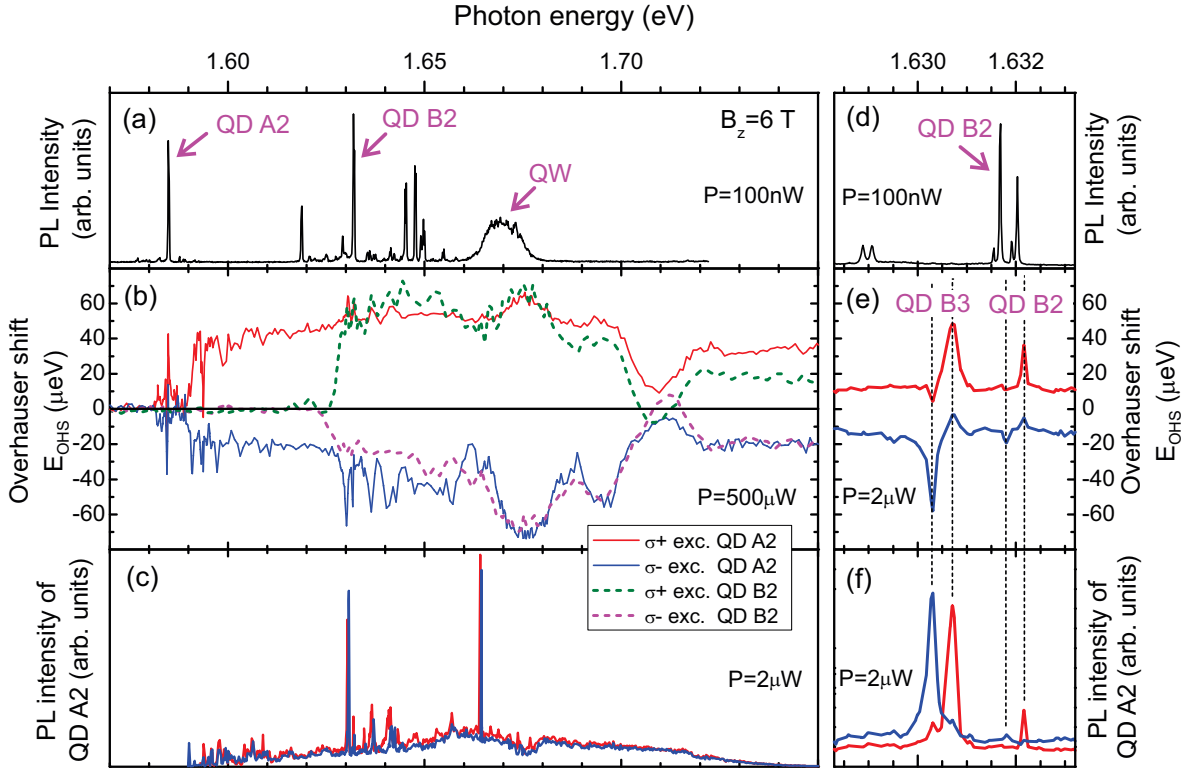 Photon energy (eV)
1.60 1.65 1.70 1.630 1.632
(a) QD A2 QD B2 QW B_z=6 T P=100nW
PL Intensity
(arb. units)
(d) QD B2 P=100nW
PL Intensity
(arb. units)
(b) P=500μW
Overhauser shift
E_OHS (μeV)
60
40
20
0
-20
-40
-60
(e) QD B3 QD B2 P=2μW
60
40
20
0
-20
-40
-60
Overhauser shift
E_OHS (μeV)
σ+ exc. QD A2
σ- exc. QD A2
σ+ exc. QD B2
σ- exc. QD B2
(c) P=2μW
PL intensity of
QD A2 (arb. units)
(f) P=2μW
PL intensity of
QD A2 (arb. units)